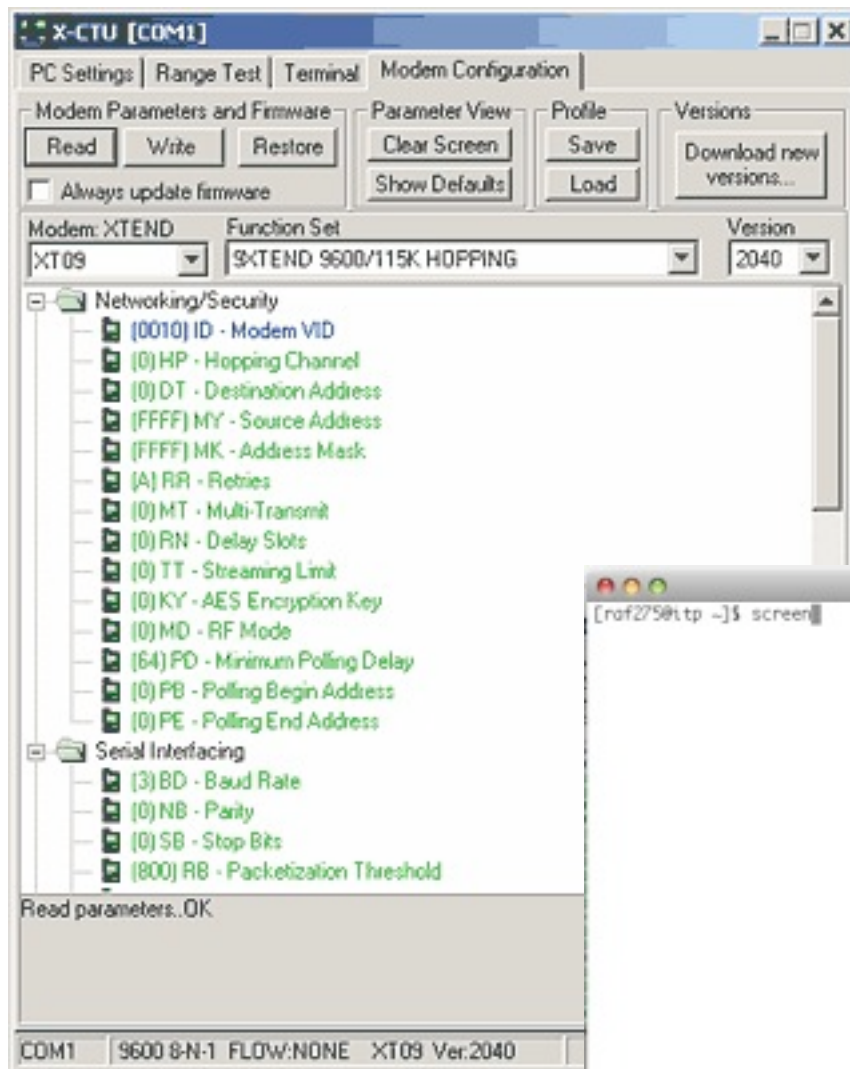 X-CTU [COM1]
PC Settings Range Test Terminal Modem Configuration
Modem Parameters and Firmware Parameter View Profile Versions
Read Write Restore Clear Screen Save Download new versions...
Always update firmware Show Defaults Load
Modem: XTEND Function Set Version
XT09 9XTEND 9600/115K HOPPING 2040
Networking/Security
(0010) ID - Modem VID
(0) HP - Hopping Channel
(0) DT - Destination Address
(FFFF) MY - Source Address
(FFFF) MK - Address Mask
(A) RR - Retries
(0) MT - Multi-Transmit
(0) RN - Delay Slots
(0) TT - Streaming Limit
(0) KY - AES Encryption Key
(0) MD - RF Mode
(64) PD - Minimum Polling Delay
(0) PB - Polling Begin Address
(0) PE - Polling End Address
Serial Interfacing
(3) BD - Baud Rate
(0) NB - Parity
(0) SB - Stop Bits
(800) RB - Packetization Threshold
Read parameters..OK
COM1 9600 8-N-1 FLOW:NONE XT09 Ver:2040
[raf275@itp ~]$ screen